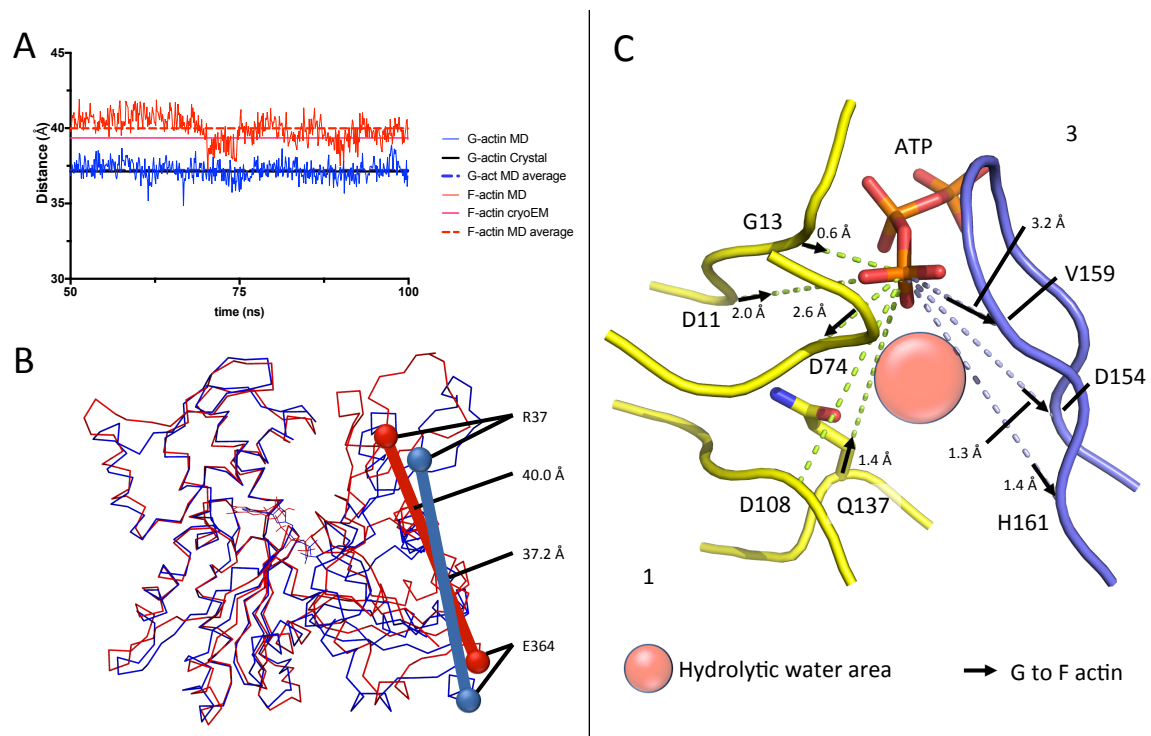 A
45
40
35
30
Distance (Å)
50
75
100
time (ns)
G-actin MD
G-actin Crystal
G-act MD average
F-actin MD
F-actin cryoEM
F-actin MD average
B
R37
40.0 Å
37.2 Å
E364
C
ATP
3
G13
0.6 Å
3.2 Å
V159
D11
2.0 Å
2.6 Å
D74
D154
1.3 Å
1.4 Å
1.4 Å
D108
Q137
H161
1
Hydrolytic water area
G to F actin